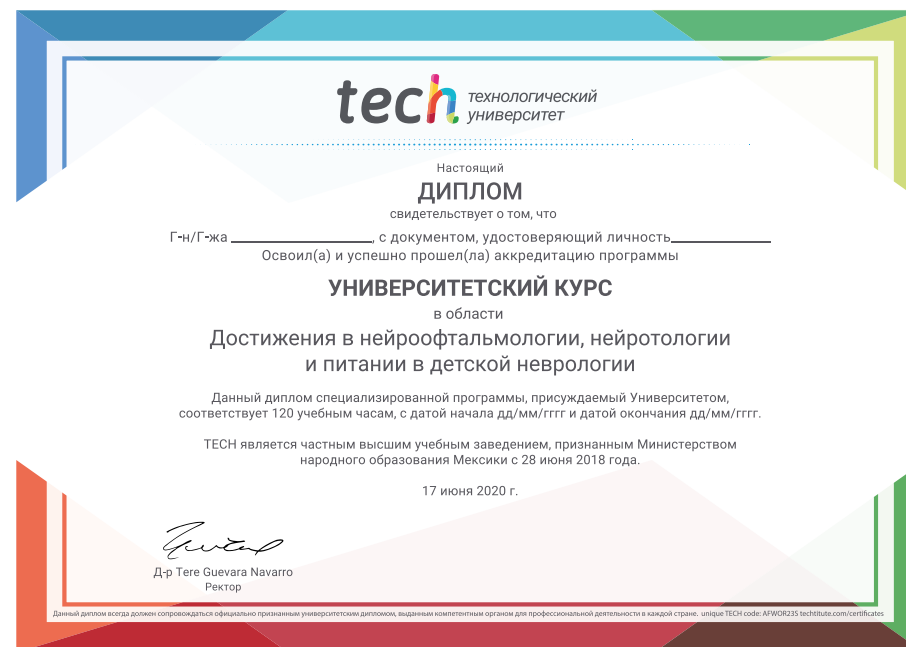 tech технологический
университет
Настоящий
ДИПЛОМ
свидетельствует о том, что
Г-н/Г-жа ____________________, с документом, удостоверяющий личность______________
Освоил(а) и успешно прошел(ла) аккредитацию программы
УНИВЕРСИТЕТСКИЙ КУРС
в области
Достижения в нейроофтальмологии, нейротологии
и питании в детской неврологии
Данный диплом специализированной программы, присуждаемый Университетом,
соответствует 120 учебным часам, с датой начала дд/мм/гггг и датой окончания дд/мм/гггг.
TECH является частным высшим учебным заведением, признанным Министерством
народного образования Мексики с 28 июня 2018 года.
17 июня 2020 г.
Д-р Tere Guevara Navarro
Ректор
Данный диплом всегда должен сопровождаться официально признанным университетским дипломом, выданным компетентным органом для профессиональной деятельности в каждой стране. unique TECH code: AFWOR23S techtitute.com/certificates